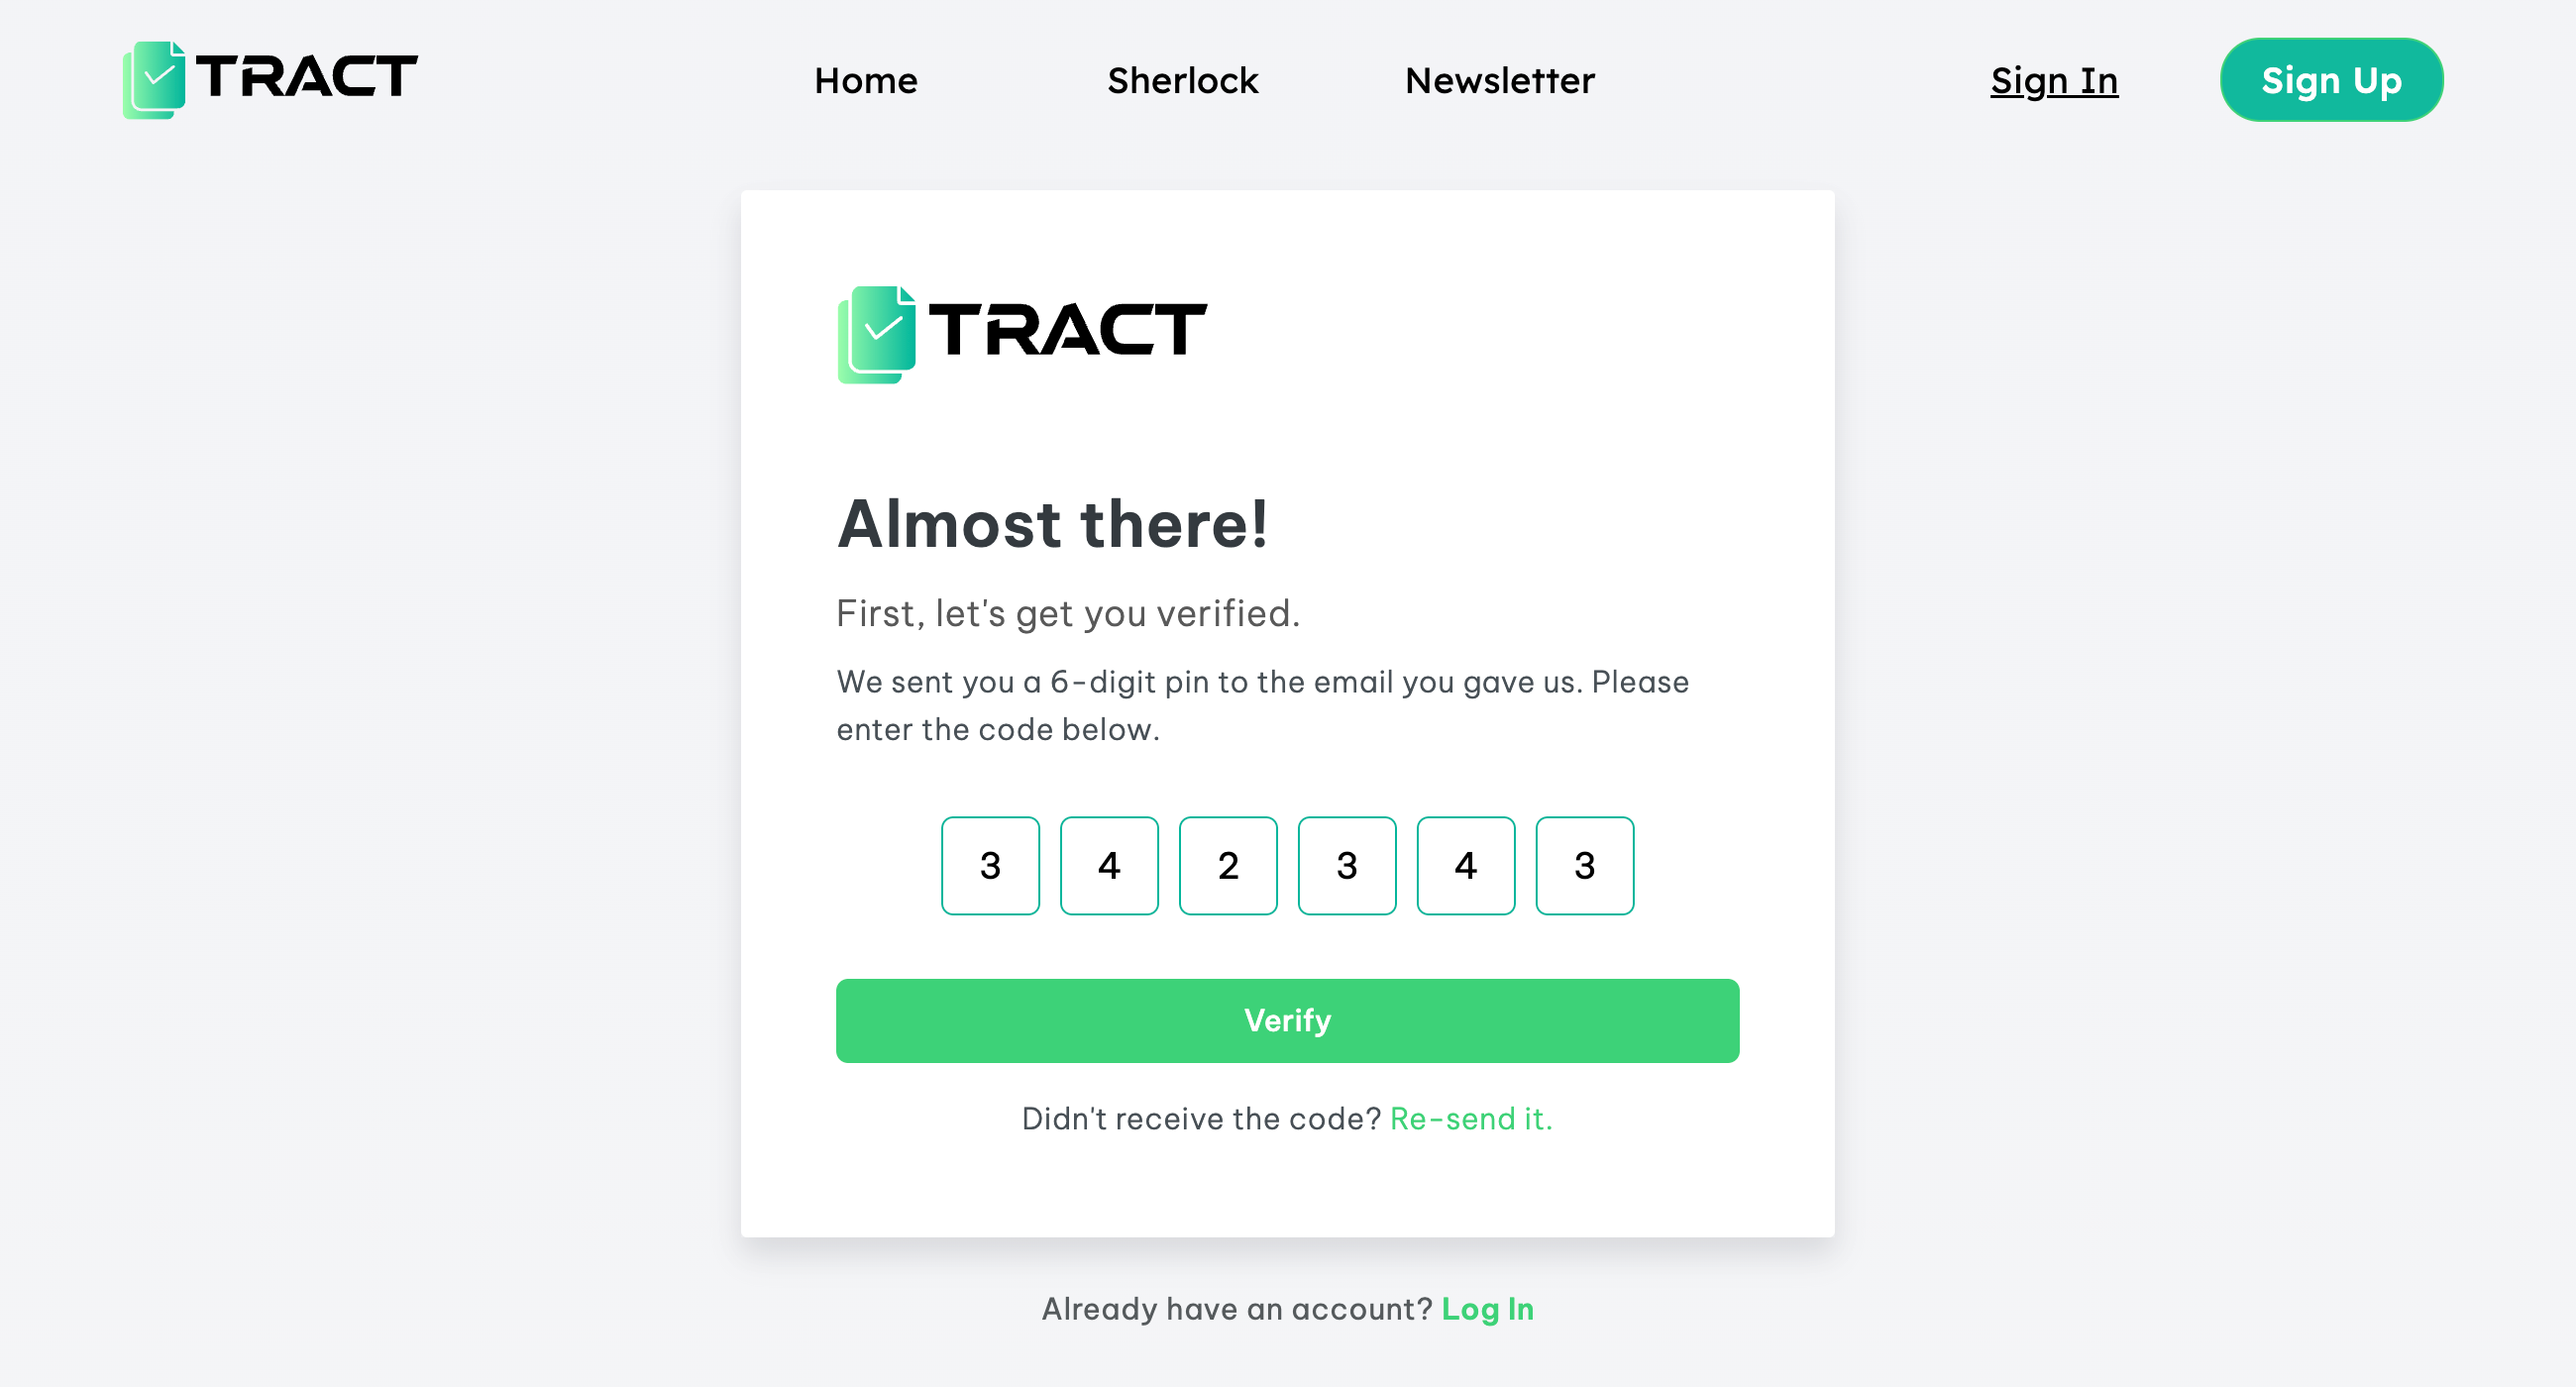 TRACT Home Sherlock Newsletter Sign In Sign Up
TRACT
Almost there!
First, let's get you verified.
We sent you a 6-digit pin to the email you gave us. Please
enter the code below.
3 4 2 3 4 3
Verify
Didn't receive the code? Re-send it.
Already have an account? Log In